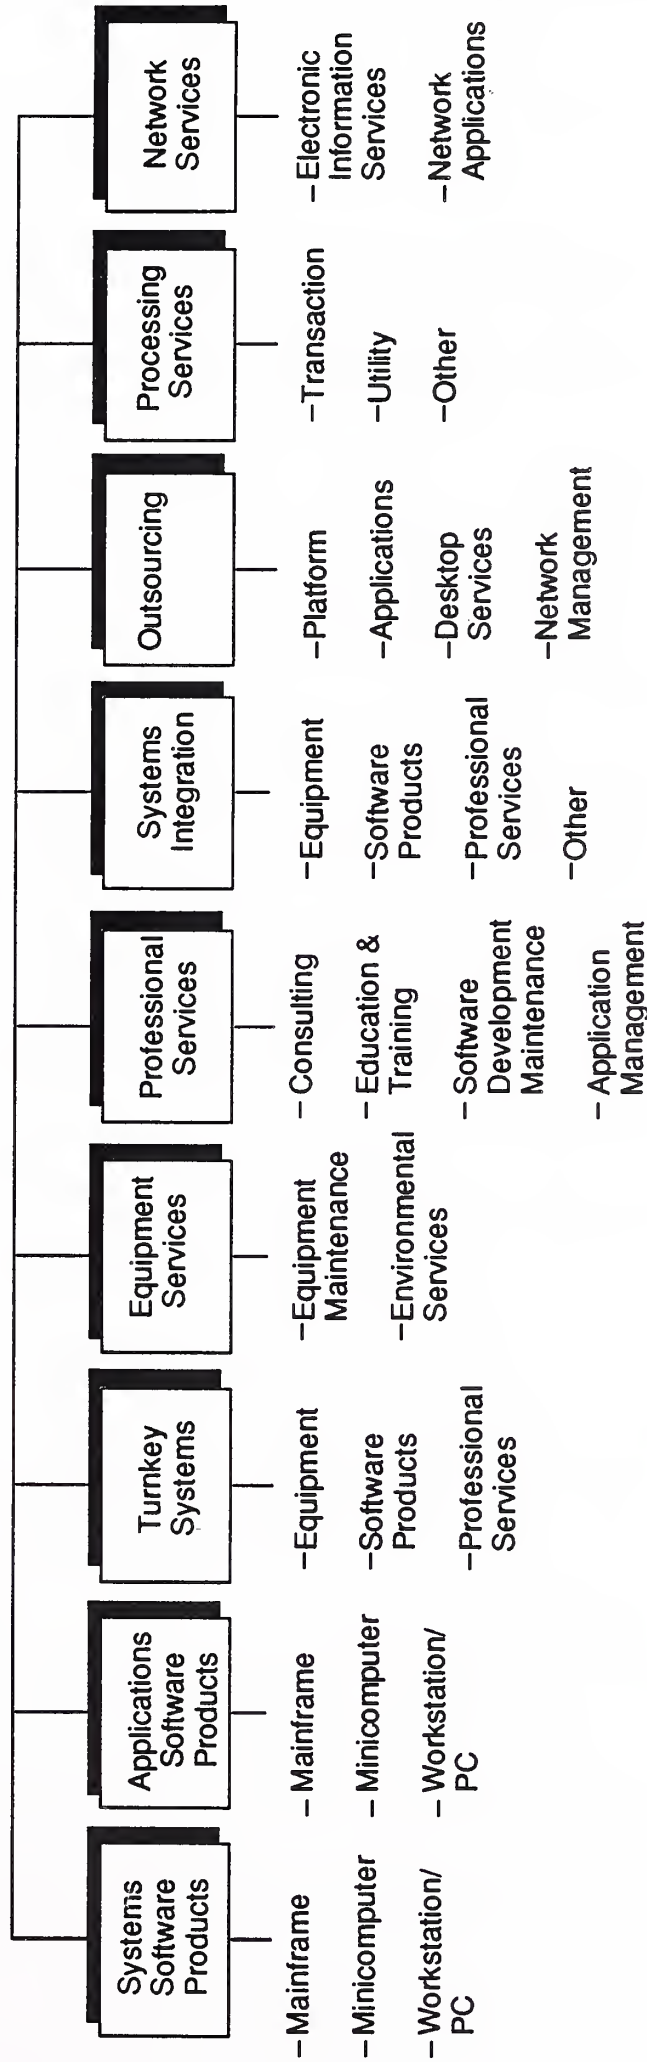 Systems
Software
Products
–Mainframe
–Minicomputer
–Workstation/
PC
Applications
Software
Products
–Mainframe
–Minicomputer
–Workstation/
PC
Turnkey
Systems
–Equipment
–Software
Products
–Professional
Services
Equipment
Services
–Equipment
Maintenance
–Environmental
Services
Professional
Services
–Consulting
–Education &
Training
–Software
Development
Maintenance
–Application
Management
Systems
Integration
–Equipment
–Software
Products
–Professional
Services
–Other
Outsourcing
–Platform
–Applications
–Desktop
Services
–Network
Management
Processing
Services
–Transaction
–Utility
–Other
Network
Services
–Electronic
Information
Services
–Network
Applications